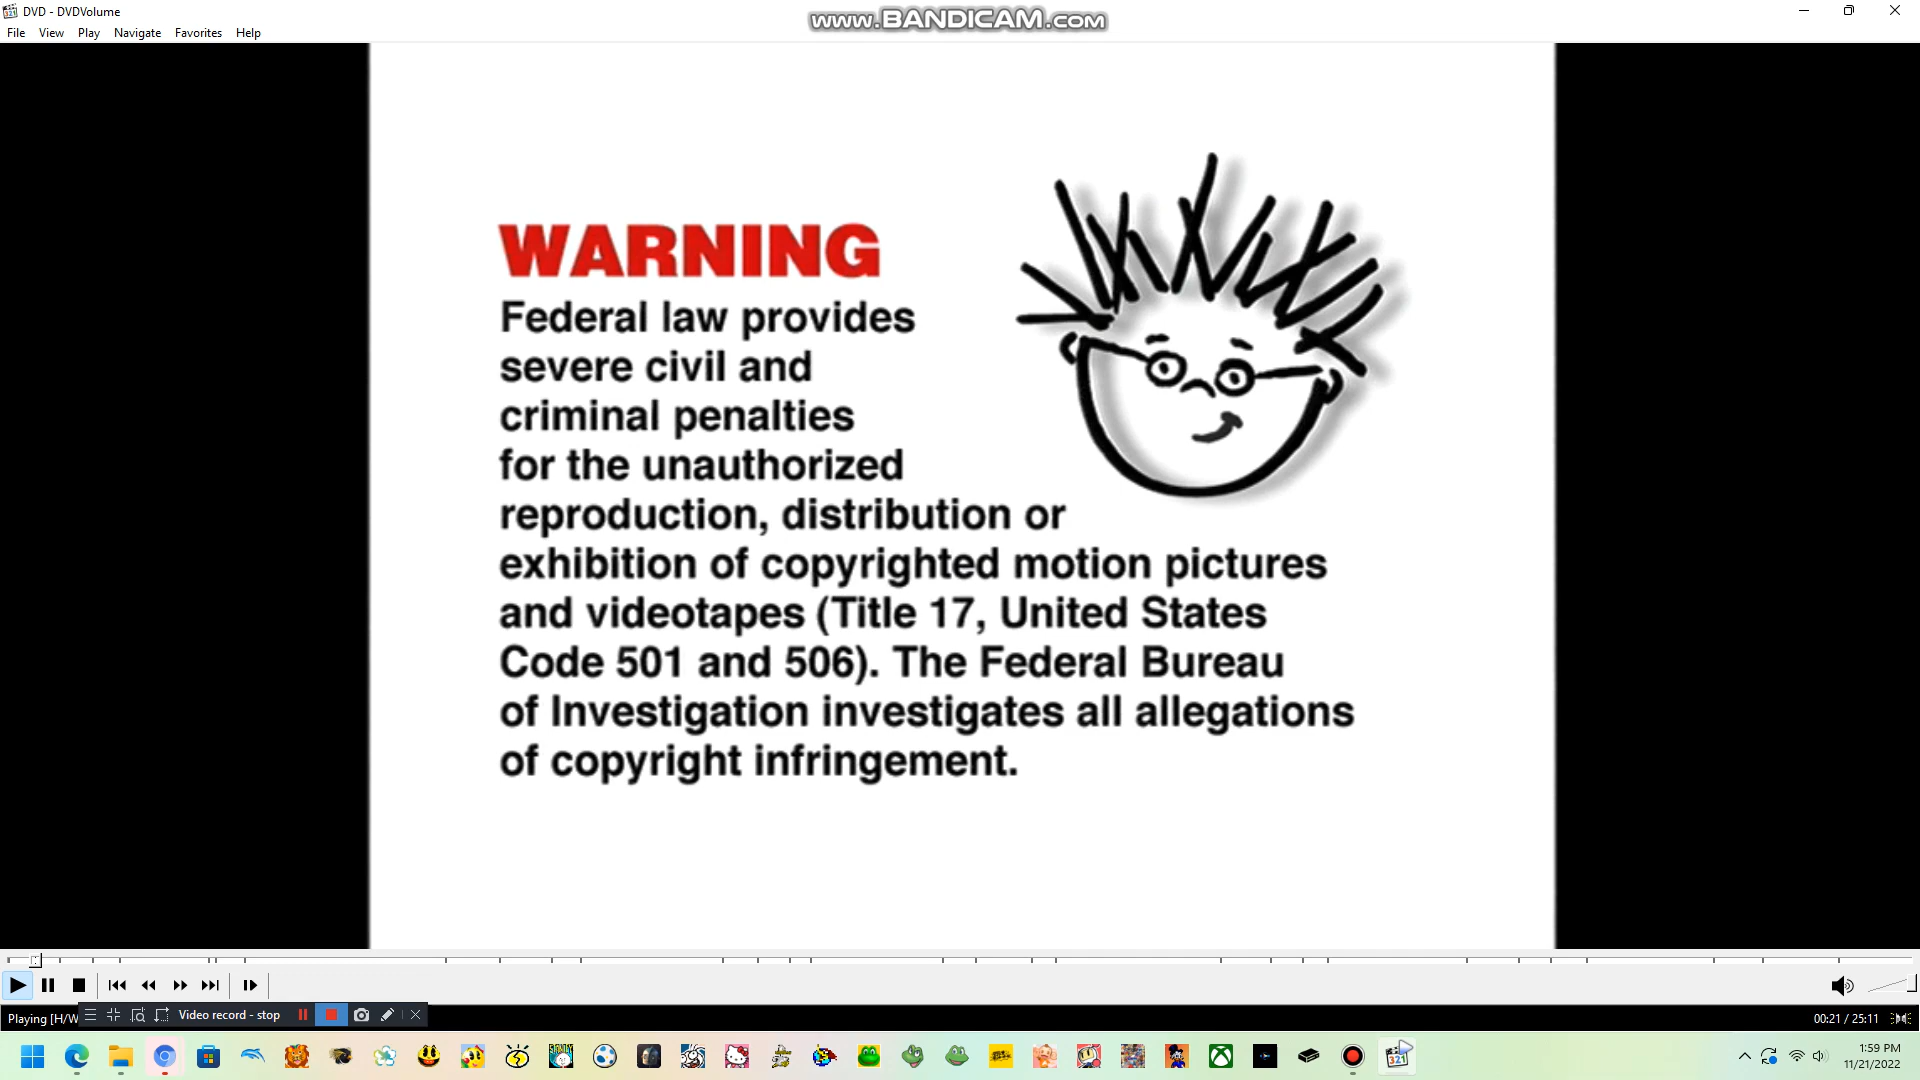 DVD - DVDVolume
www.BANDICAM.com
File View Play Navigate Favorites Help
WARNING
Federal law provides
severe civil and
criminal penalties
for the unauthorized
reproduction, distribution or
exhibition of copyrighted motion pictures
and videotapes (Title 17, United States
Code 501 and 506). The Federal Bureau
of Investigation investigates all allegations
of copyright infringement.
Playing [H/W
Video record - stop
00:21 / 25:11
1:59 PM
11/21/2022